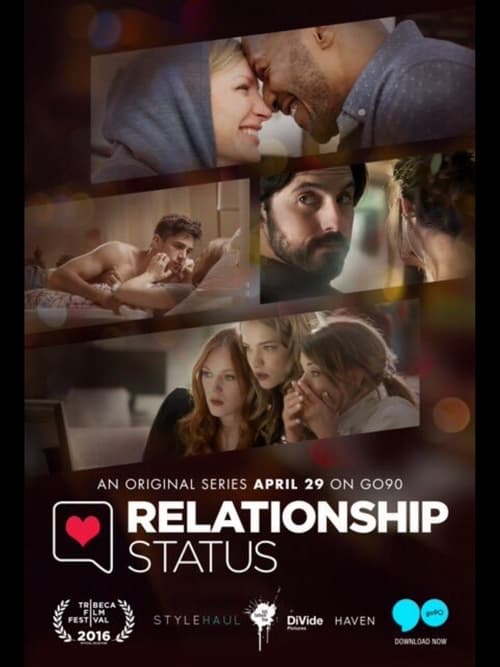 AN ORIGINAL SERIES APRIL 29 ON GO90
RELATIONSHIP
STATUS
TRIBECA
FILM
FESTIVAL
2016
STYLEHAUL
DiVide
Pictures
HAVEN
go90
DOWNLOAD NOW